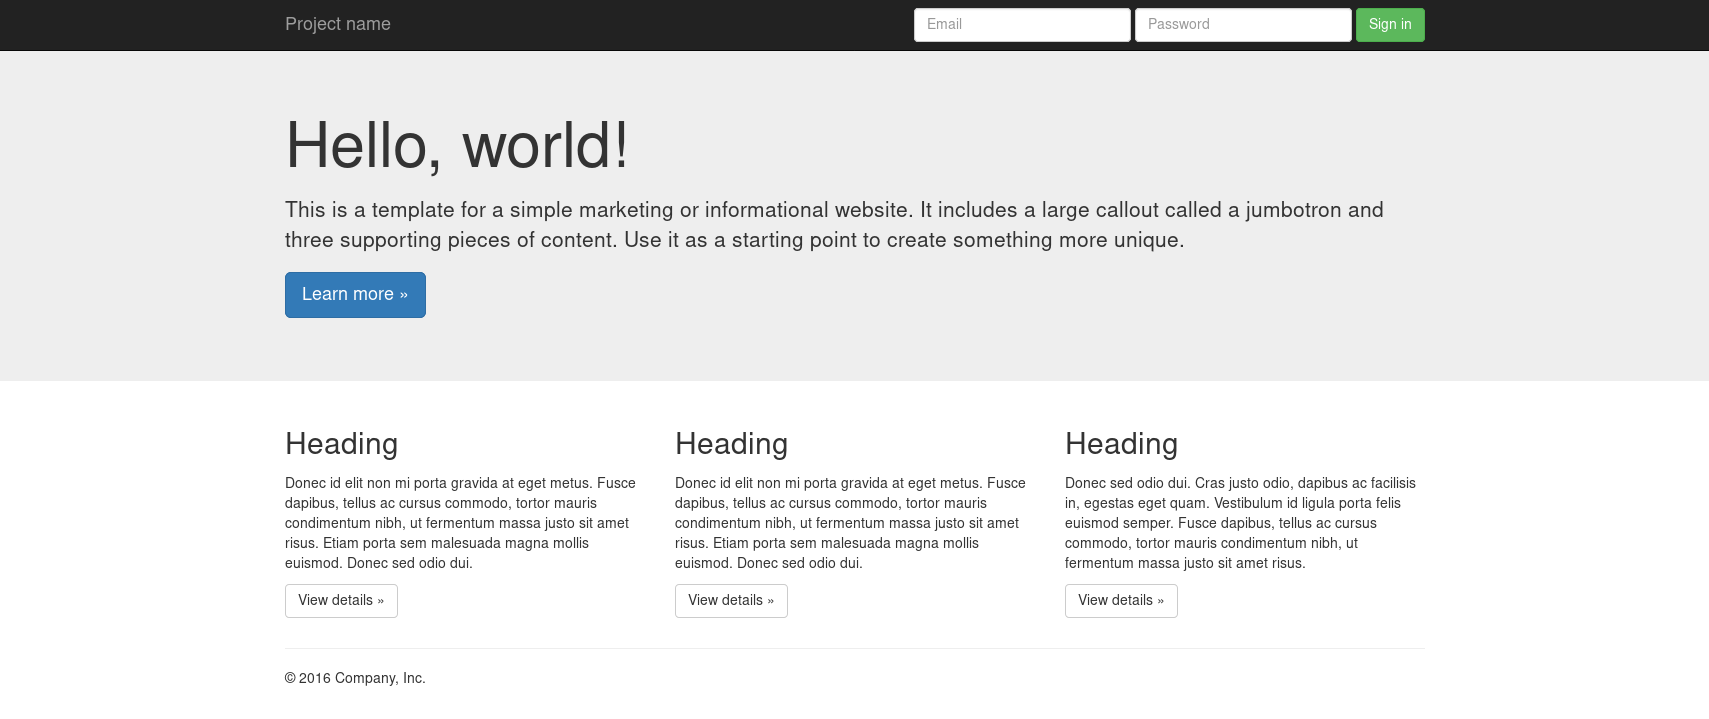 Project name
Email
Password
Sign in
Hello, world!
This is a template for a simple marketing or informational website. It includes a large callout called a jumbotron and
three supporting pieces of content. Use it as a starting point to create something more unique.
Learn more »
Heading
Donec id elit non mi porta gravida at eget metus. Fusce
dapibus, tellus ac cursus commodo, tortor mauris
condimentum nibh, ut fermentum massa justo sit amet
risus. Etiam porta sem malesuada magna mollis
euismod. Donec sed odio dui.
View details »
Heading
Donec id elit non mi porta gravida at eget metus. Fusce
dapibus, tellus ac cursus commodo, tortor mauris
condimentum nibh, ut fermentum massa justo sit amet
risus. Etiam porta sem malesuada magna mollis
euismod. Donec sed odio dui.
View details »
Heading
Donec sed odio dui. Cras justo odio, dapibus ac facilisis
in, egestas eget quam. Vestibulum id ligula porta felis
euismod semper. Fusce dapibus, tellus ac cursus
commodo, tortor mauris condimentum nibh, ut
fermentum massa justo sit amet risus.
View details »
© 2016 Company, Inc.